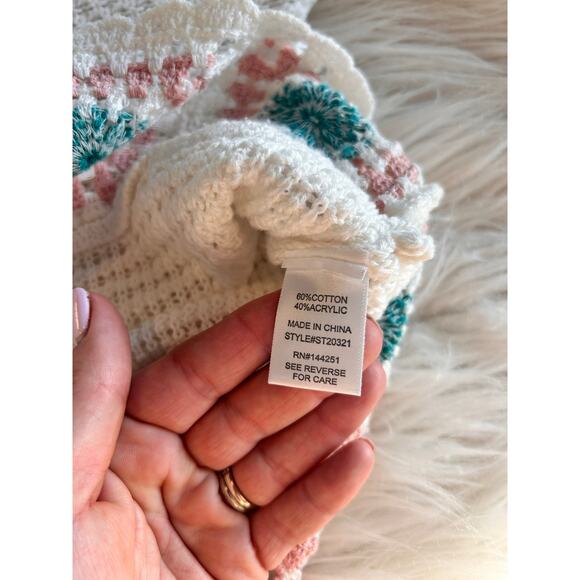 60%COTTON
40%ACRYLIC
MADE IN CHINA
STYLE#ST20321
RN#144251
SEE REVERSE
FOR CARE